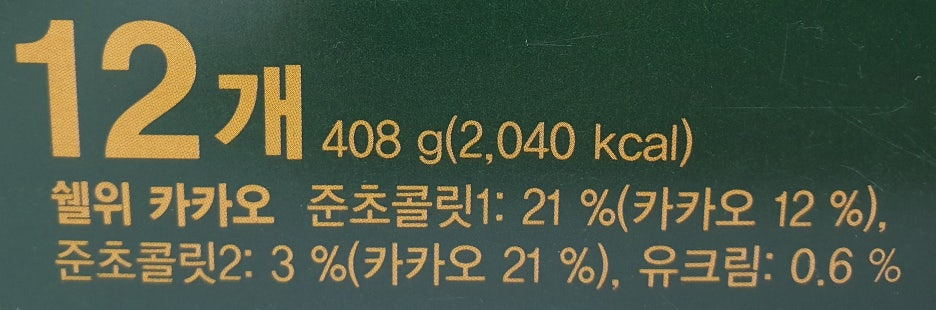 12개 408 g(2,040 kcal)
쉘위 카카오 준초콜릿1: 21 %(카카오 12 %),
준초콜릿2: 3 %(카카오 21 %), 유크림: 0.6 %